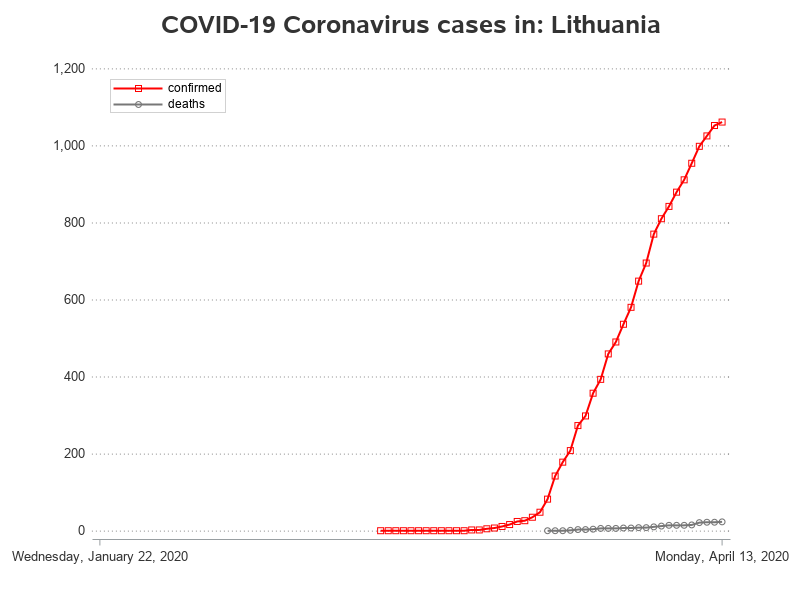 COVID-19 Coronavirus cases in: Lithuania
1,200
confirmed
deaths
1,000
800
600
400
200
0
Wednesday, January 22, 2020
Monday, April 13, 2020